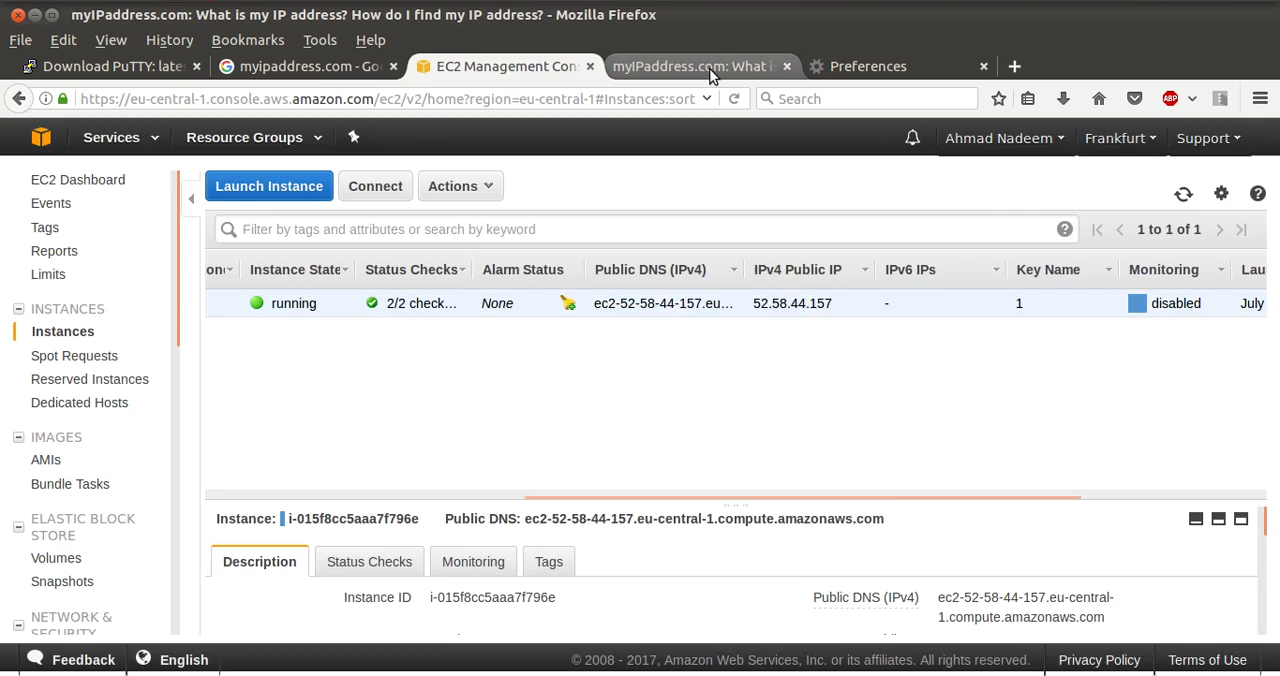 myIPaddress.com: What is my IP address? How do I find my IP address? - Mozilla Firefox
File Edit View History Bookmarks Tools Help
Download PuTTY: late myipaddress.com - Go EC2 Management Con myIPaddress.com: What i Preferences
https://eu-central-1.console.aws.amazon.com/ec2/v2/home?region=eu-central-1#Instances:sort Search ABP
Services Resource Groups Ahmad Nadeem Frankfurt Support
EC2 Dashboard
Events
Tags
Reports
Limits
INSTANCES
Instances
Spot Requests
Reserved Instances
Dedicated Hosts
IMAGES
AMIs
Bundle Tasks
ELASTIC BLOCK
STORE
Volumes
Snapshots
NETWORK &
SECURITY
Launch Instance Connect Actions
Filter by tags and attributes or search by keyword 1 to 1 of 1
Instance State Status Checks Alarm Status Public DNS (IPv4) IPv4 Public IP IPv6 IPs Key Name Monitoring Lau
running 2/2 check... None ec2-52-58-44-157.eu... 52.58.44.157 - 1 disabled July
Instance: i-015f8cc5aaa7f796e Public DNS: ec2-52-58-44-157.eu-central-1.compute.amazonaws.com
Description Status Checks Monitoring Tags
Instance ID i-015f8cc5aaa7f796e Public DNS (IPv4) ec2-52-58-44-157.eu-central-
1.compute.amazonaws.com
Feedback English © 2008 - 2017, Amazon Web Services, Inc. or its affiliates. All rights reserved. Privacy Policy Terms of Use